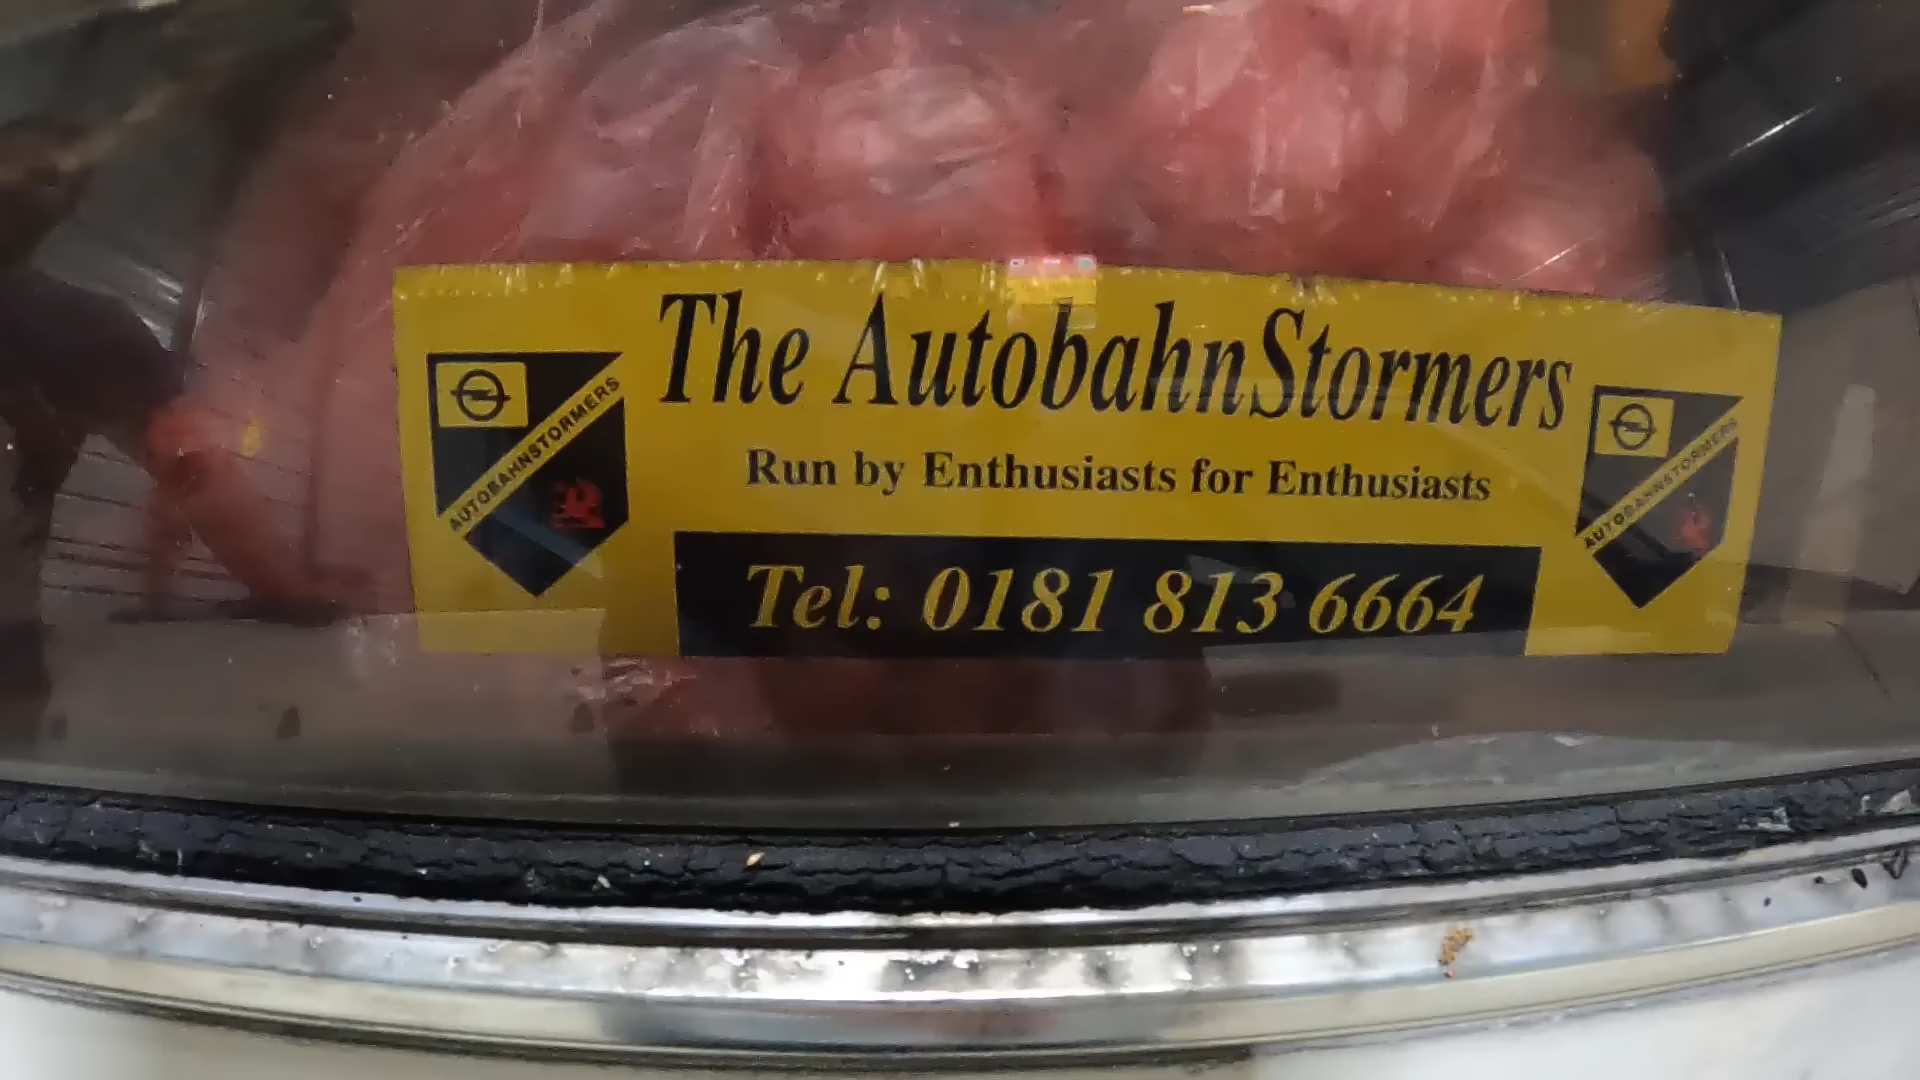 The AutobahnStormers
Run by Enthusiasts for Enthusiasts
Tel: 0181 813 6664
AUTOBAHNSTORMERS
AUTOBAHNSTORMERS